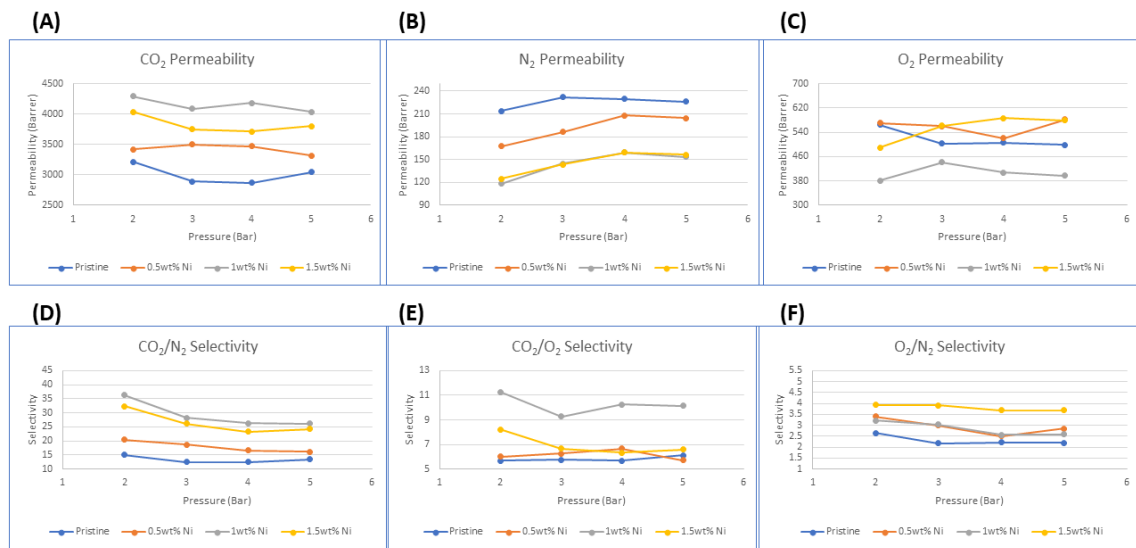 (A)
CO₂ Permeability
Permeability (Barrer)
4500
4000
3500
3000
2500
1 2 3 4 5 6
Pressure (Bar)
Pristine 0.5wt% Ni 1wt% Ni 1.5wt% Ni
(B)
N₂ Permeability
Permeability (Barrer)
240
210
180
150
120
90
1 2 3 4 5 6
Pressure (Bar)
Pristine 0.5wt% Ni 1wt% Ni 1.5wt% Ni
(C)
O₂ Permeability
Permeability (Barrer)
700
620
540
460
380
300
1 2 3 4 5 6
Pressure (Bar)
Pristine 0.5wt% Ni 1wt% Ni 1.5wt% Ni
(D)
CO₂/N₂ Selectivity
Selectivity
45
40
35
30
25
20
15
10
1 2 3 4 5 6
Pressure (Bar)
Pristine 0.5wt% Ni 1wt% Ni 1.5wt% Ni
(E)
CO₂/O₂ Selectivity
Selectivity
13
11
9
7
5
1 2 3 4 5 6
Pressure (Bar)
Pristine 0.5wt% Ni 1wt% Ni 1.5wt% Ni
(F)
O₂/N₂ Selectivity
Selectivity
5.5
5
4.5
4
3.5
3
2.5
2
1.5
1
1 2 3 4 5 6
Pressure (Bar)
Pristine 0.5wt% Ni 1wt% Ni 1.5wt% Ni